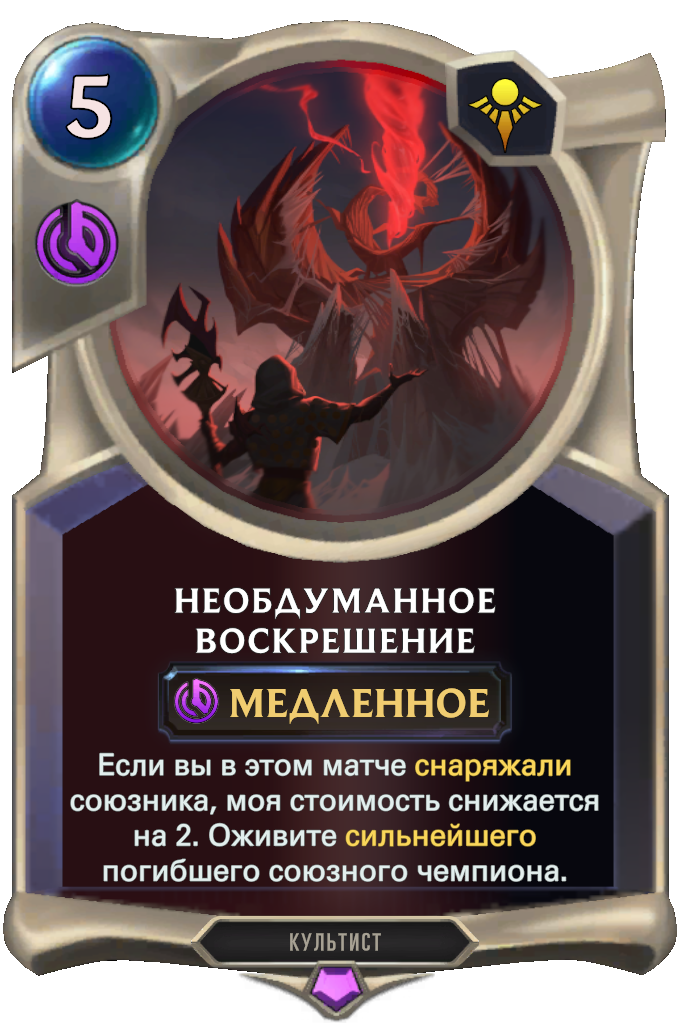 5
НЕОБДУМАННОЕ
ВОСКРЕШЕНИЕ
МЕДЛЕННОЕ
Если вы в этом матче снаряжали
союзника, моя стоимость снижается
на 2. Оживите сильнейшего
погибшего союзного чемпиона.
КУЛЬТИСТ